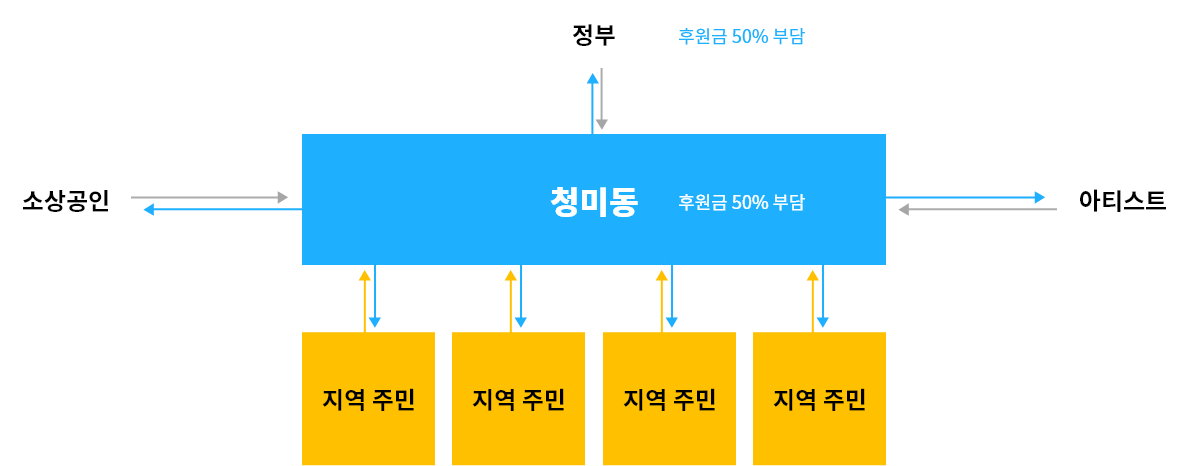 정부
후원금 50% 부담
소상공인
청미동
후원금 50% 부담
아티스트
지역 주민
지역 주민
지역 주민
지역 주민